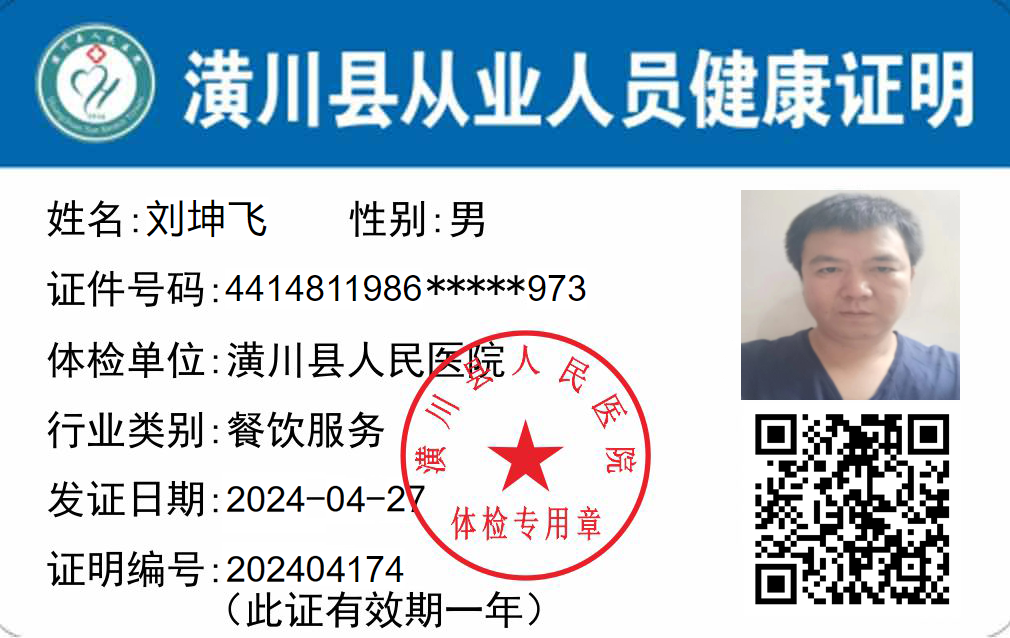 潢川县从业人员健康证明
姓名:刘坤飞 性别:男
证件号码:4414811986*****973
体检单位:潢川县人民医院
行业类别:餐饮服务
发证日期:2024-04-27
证明编号:202404174
（此证有效期一年）
潢川县人民医院
体检专用章